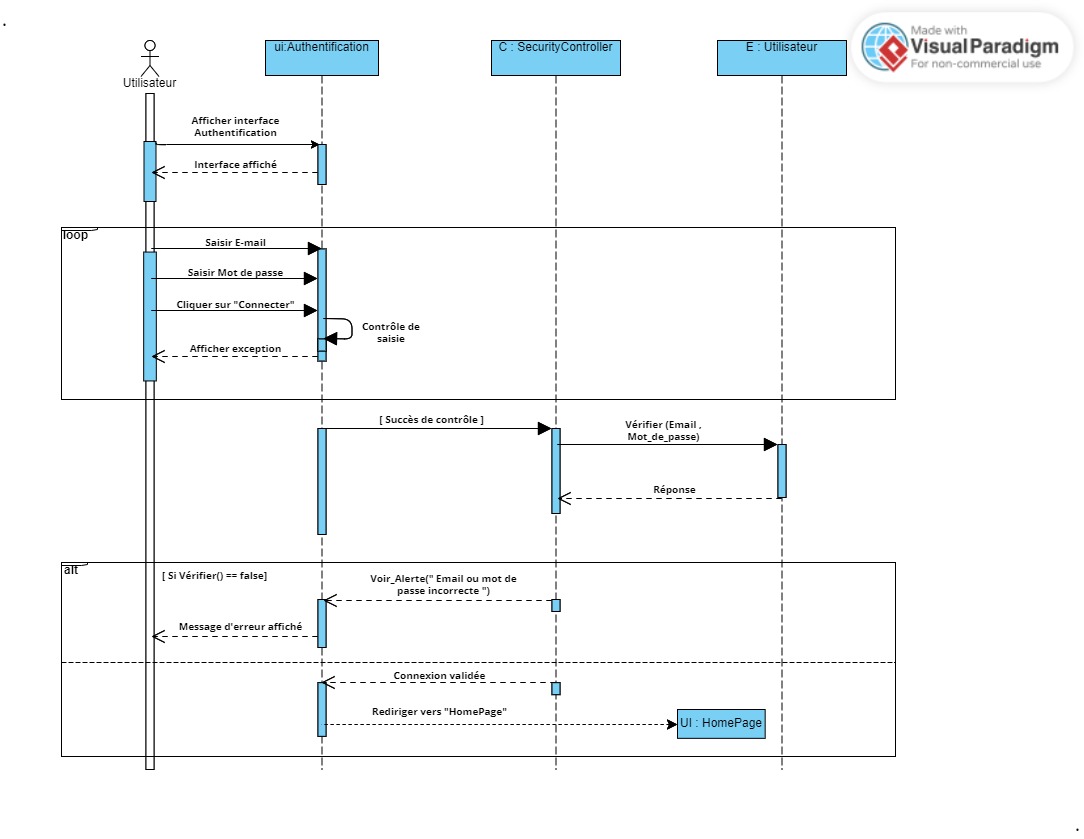 Made with
VisualParadigm
For non-commercial use
ui:Authentification
C : SecurityController
E : Utilisateur
Utilisateur
Afficher interface
Authentification
Interface affiché
loop
Saisir E-mail
Saisir Mot de passe
Cliquer sur "Connecter"
Contrôle de
saisie
Afficher exception
[ Succès de contrôle ]
Vérifier (Email ,
Mot_de_passe)
Réponse
alt
[ Si Vérifier() == false]
Voir_Alerte(" Email ou mot de
passe incorrecte ")
Message d'erreur affiché
Connexion validée
Rediriger vers "HomePage"
UI : HomePage